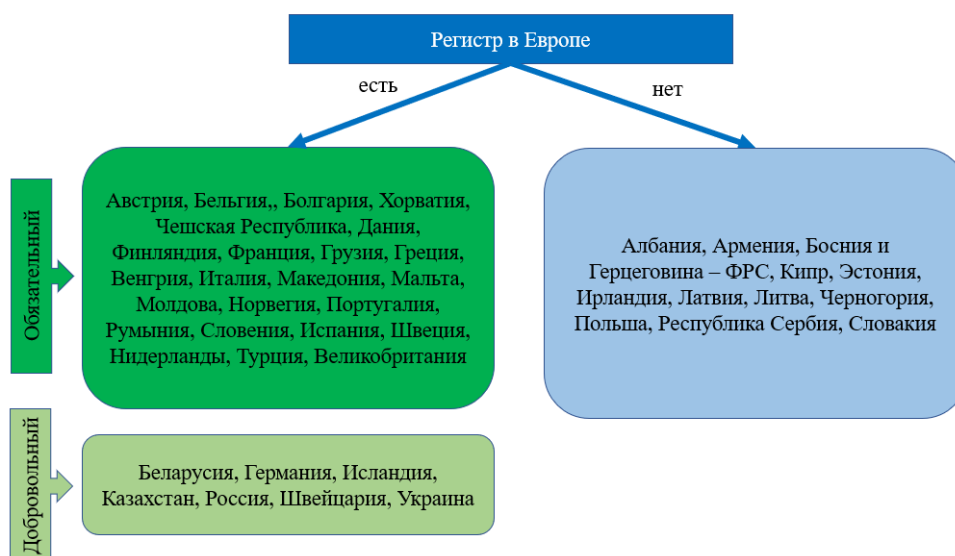 Регистр в Европе
есть
нет
Обязательный
Австрия, Бельгия,, Болгария, Хорватия,
Чешская Республика, Дания,
Финляндия, Франция, Грузия, Греция,
Венгрия, Италия, Македония, Мальта,
Молдова, Норвегия, Португалия,
Румыния, Словения, Испания, Швеция,
Нидерланды, Турция, Великобритания
Албания, Армения, Босния и
Герцеговина – ФРС, Кипр, Эстония,
Ирландия, Латвия, Литва, Черногория,
Польша, Республика Сербия, Словакия
Добровольный
Беларусия, Германия, Исландия,
Казахстан, Россия, Швейцария, Украина